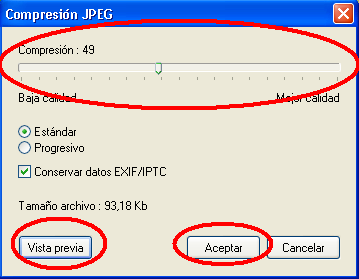 Compresión JPEG
Compresión : 49
Baja calidad Mejor calidad
Estándar
Progresivo
Conservar datos EXIF/IPTC
Tamaño archivo : 93,18 Kb
Vista previa Aceptar Cancelar